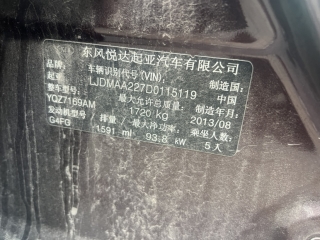 东风悦达起亚汽车有限公司
品牌: 车辆识别代号(VIN): 制造国:
起亚 LJDMAA227D0115119 中国
整车型号: 最大允许总质量: 制造年月:
YQZ7169AM 1720 KG 2013/08
发动机型号: 排量/ 最大净功率: 乘坐人数:
G4FG 1591 ml 93.8 kW 5人